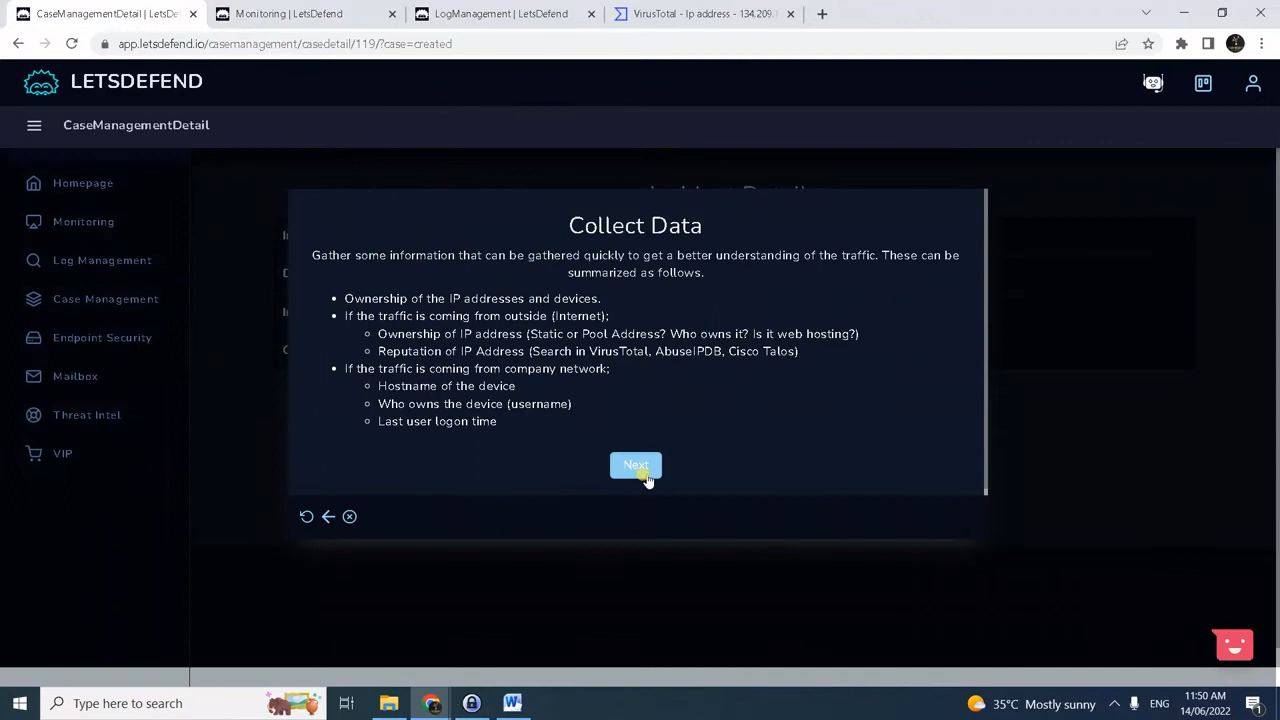 CaseManagementDetail | LetsDe
Monitoring | LetsDefend
LogManagement | LetsDefend
VirusTotal - Ip address - 134.209.
app.letsdefend.io/casemanagement/casedetail/119/?case=created
LETSDEFEND
CaseManagementDetail
Homepage
Monitoring
Log Management
Case Management
Endpoint Security
Mailbox
Threat Intel
VIP
Collect Data
Gather some information that can be gathered quickly to get a better understanding of the traffic. These can be
summarized as follows.
Ownership of the IP addresses and devices.
If the traffic is coming from outside (Internet);
Ownership of IP address (Static or Pool Address? Who owns it? Is it web hosting?)
Reputation of IP Address (Search in VirusTotal, AbuseIPDB, Cisco Talos)
If the traffic is coming from company network;
Hostname of the device
Who owns the device (username)
Last user logon time
Next
Type here to search
35°C Mostly sunny
ENG
11:50 AM
14/06/2022